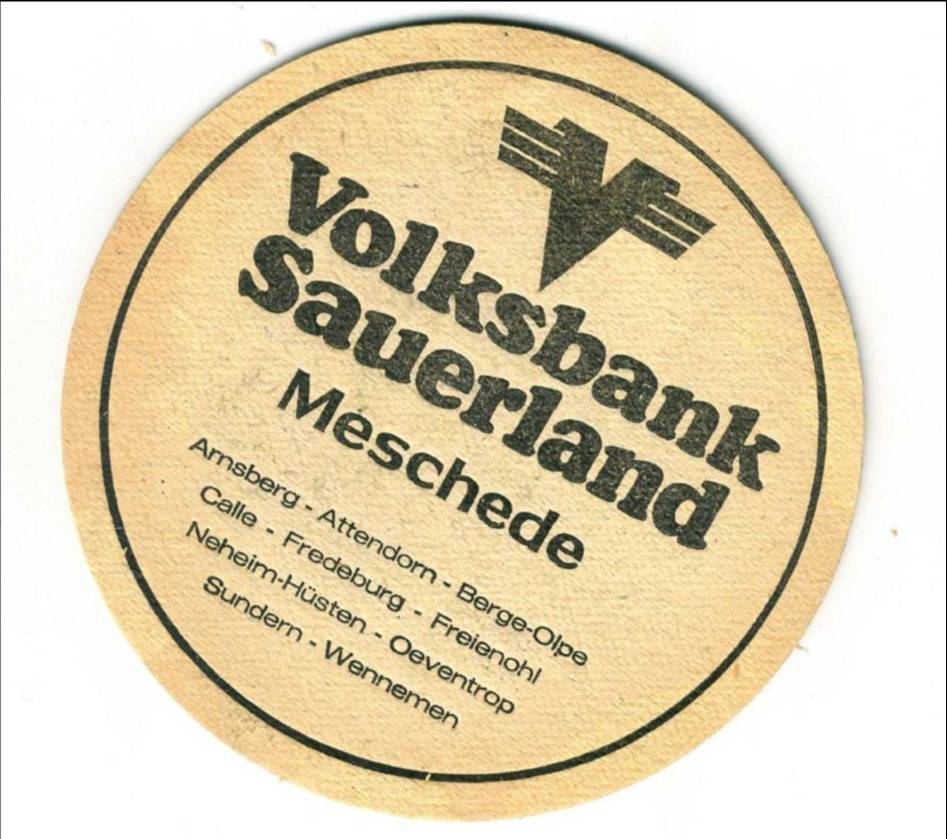 Volksbank
Sauerland
Meschede
Arnsberg - Attendorn - Berge-Olpe
Calle - Fredeburg - Freienohl
Neheim-Hüsten - Oeventrop
Sundern - Wennemen